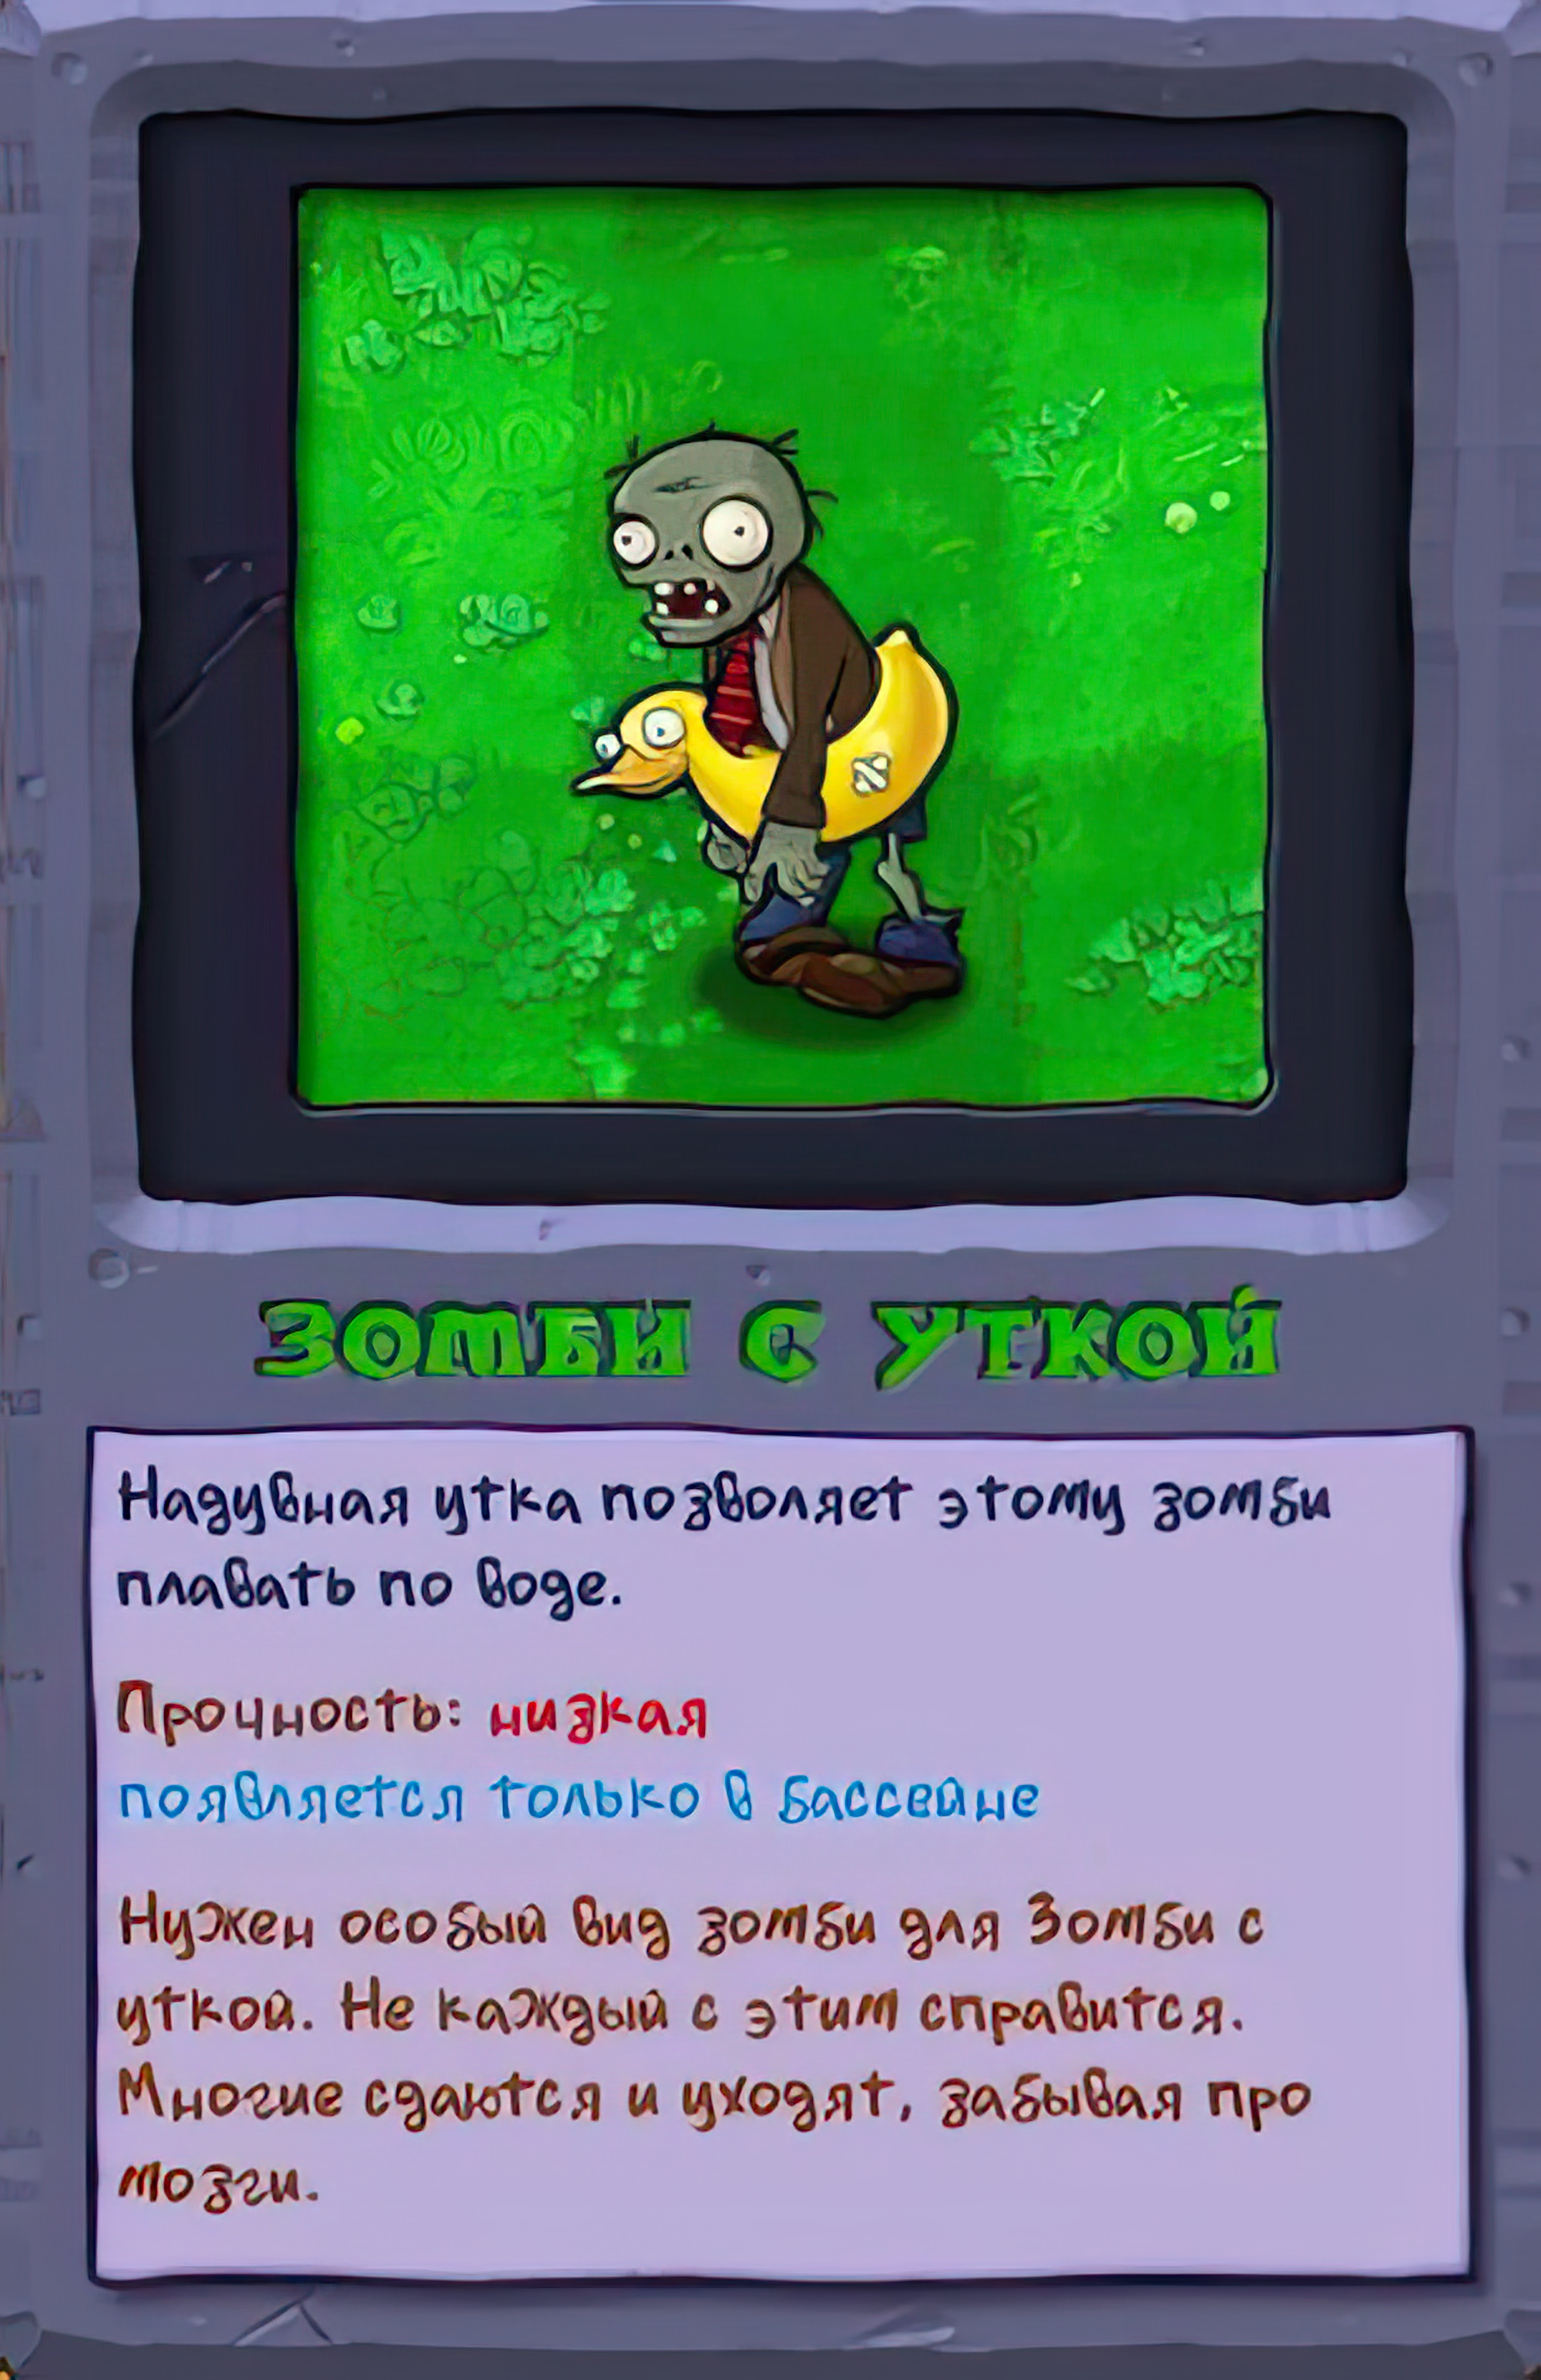 ЗОМБИ С УТКОЙ
Надувная утка позволяет этому зомби
плавать по воде.
Прочность: низкая
появляется только в бассейне
Нужен особый вид зомби для Зомби с
уткой. Не каждый с этим справится.
Многие сдаются и уходят, забывая про
мозги.